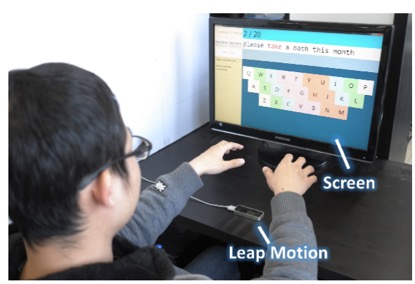 2 / 20
please take a bath this month
Q W E R T Y U I O P
A S D F G H J K L
Z X C V B N M
Screen
Leap Motion